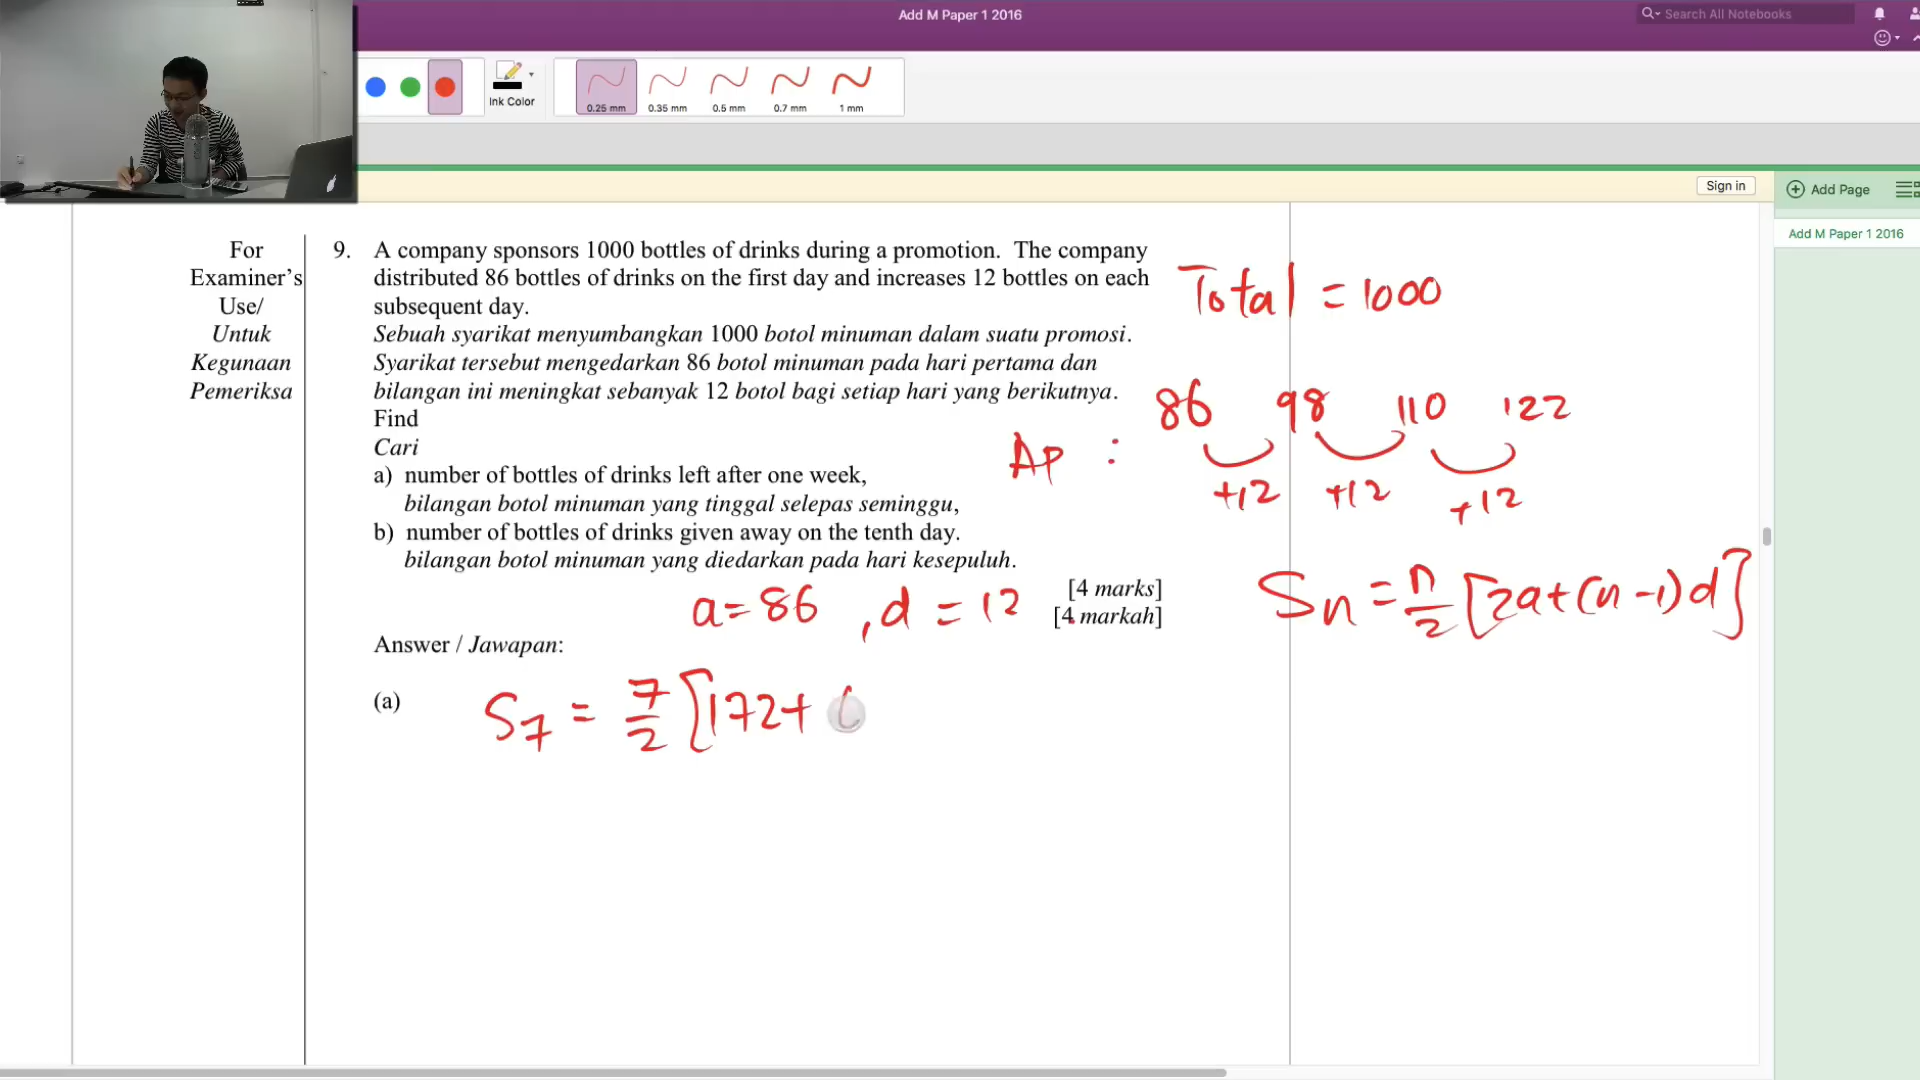 Add M Paper 1 2016
Search All Notebooks
Ink Color
0.25 mm 0.35 mm 0.5 mm 0.7 mm 1 mm
Sign in
Add Page
Add M Paper 1 2016
For
Examiner's
Use/
Untuk
Kegunaan
Pemeriksa
9. A company sponsors 1000 bottles of drinks during a promotion. The company
distributed 86 bottles of drinks on the first day and increases 12 bottles on each
subsequent day.
Sebuah syarikat menyumbangkan 1000 botol minuman dalam suatu promosi.
Syarikat tersebut mengedarkan 86 botol minuman pada hari pertama dan
bilangan ini meningkat sebanyak 12 botol bagi setiap hari yang berikutnya.
Find
Cari
a) number of bottles of drinks left after one week,
bilangan botol minuman yang tinggal selepas seminggu,
b) number of bottles of drinks given away on the tenth day.
bilangan botol minuman yang diedarkan pada hari kesepuluh.
[4 marks]
[4 markah]
Answer / Jawapan:
(a)
Total = 1000
AP : 86 98 110 122
+12 +12 +12
Sn = n/2 [2a+(n-1)d]
a=86 , d = 12
S7 = 7/2 [172+ (